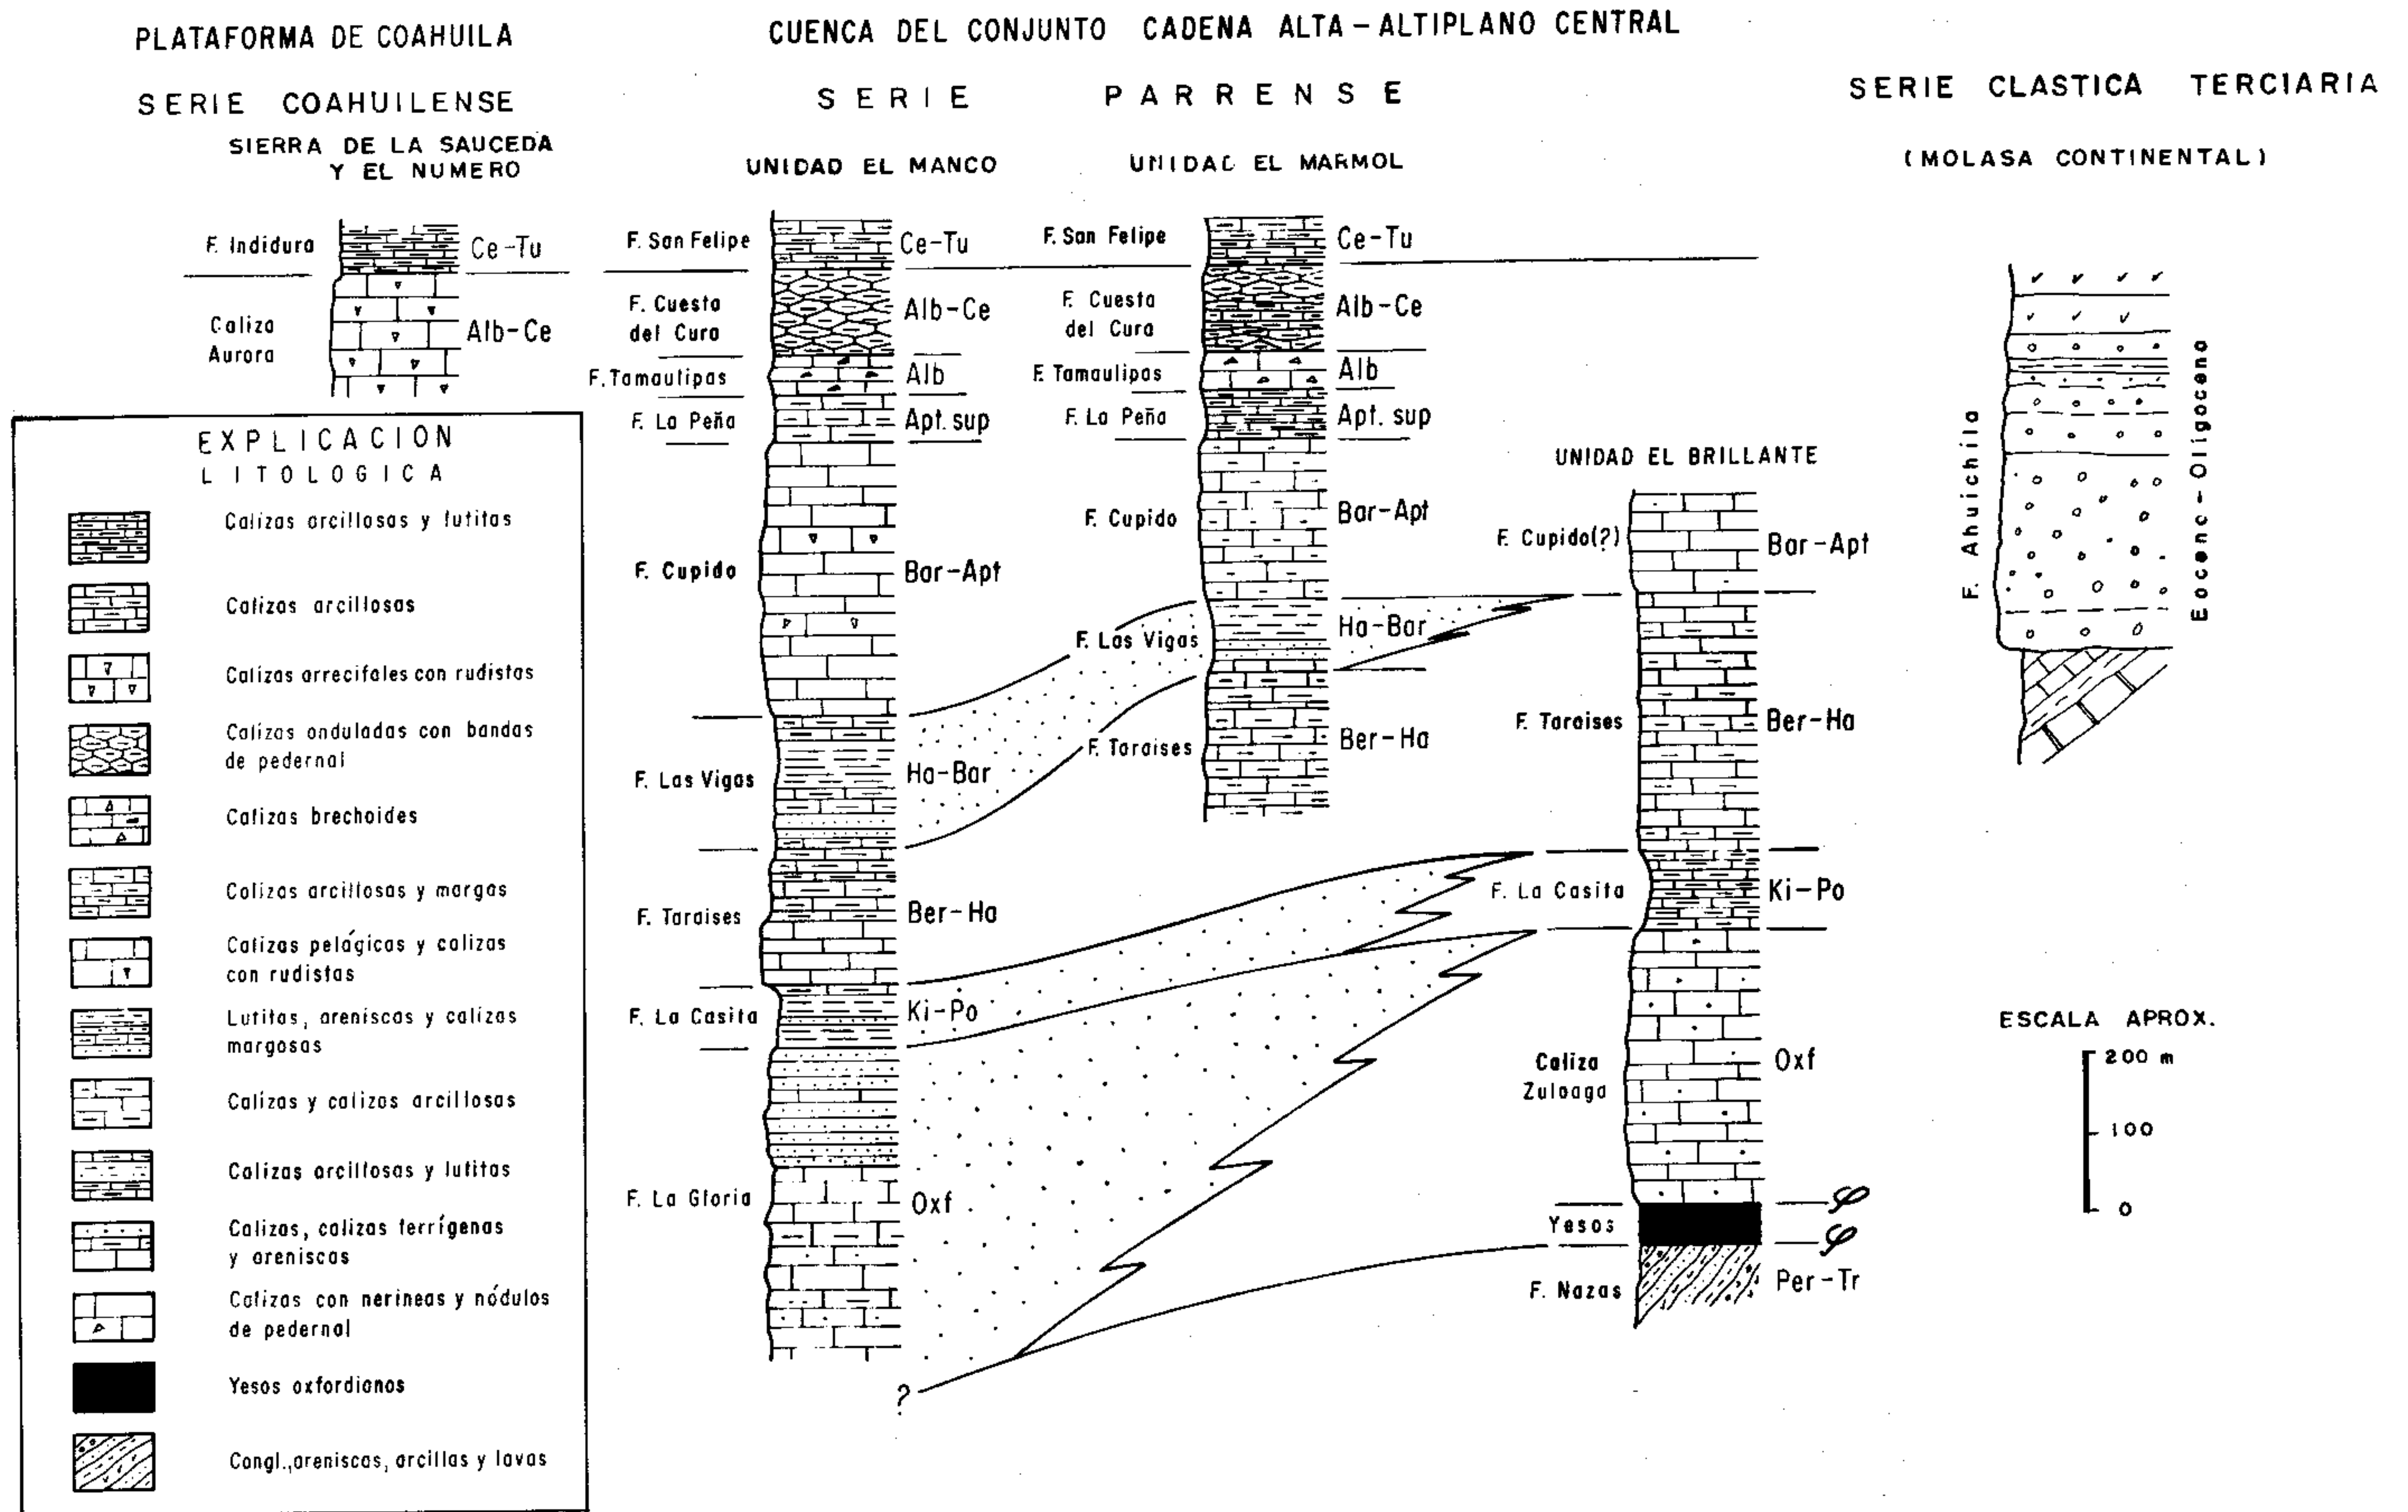 PLATAFORMA DE COAHUILA
SERIE COAHUILENSE
SIERRA DE LA SAUCEDA
Y EL NUMERO
F. Indidura
Ce-Tu
Caliza
Aurora
Alb-Ce
CUENCA DEL CONJUNTO CADENA ALTA-ALTIPLANO CENTRAL
SERIE PARRENSE
UNIDAD EL MANCO
F. San Felipe
Ce-Tu
F. Cuesta
del Cura
Alb-Ce
F. Tamaulipas
Alb
F. La Peña
Apt. sup
F. Cupido
Bar-Apt
F. Las Vigas
Ha-Bar
F. Taraises
Ber-Ha
F. La Casita
Ki-Po
F. La Gloria
Oxf
?
UNIDAD EL MARMOL
F. San Felipe
Ce-Tu
F. Cuesta
del Cura
Alb-Ce
F. Tamaulipas
Alb
F. La Peña
Apt. sup
F. Cupido
Bar-Apt
F. Las Vigas
Ha-Bar
F. Taraises
Ber-Ha
UNIDAD EL BRILLANTE
F. Cupido(?)
Bar-Apt
F. Taraises
Ber-Ha
F. La Casita
Ki-Po
Caliza
Zuloaga
Oxf
Yesos
F. Nazas
Per-Tr
SERIE CLASTICA TERCIARIA
(MOLASA CONTINENTAL)
F. Ahuichila
Eoceno-Oligoceno
ESCALA APROX.
200 m
100
0
EXPLICACION
LITOLOGICA
Calizas arcillosas y lutitas
Calizas arcillosas
Calizas arrecifales con rudistas
Calizas onduladas con bandas
de pedernal
Calizas brechoides
Calizas arcillosas y margas
Calizas pelágicas y calizas
con rudistas
Lutitas, areniscas y calizas
margosas
Calizas y calizas arcillosas
Calizas arcillosas y lutitas
Calizas, calizas terrígenas
y areniscas
Calizas con nerineas y nódulos
de pedernal
Yesos oxfordianos
Congl., areniscas, arcillas y lavas